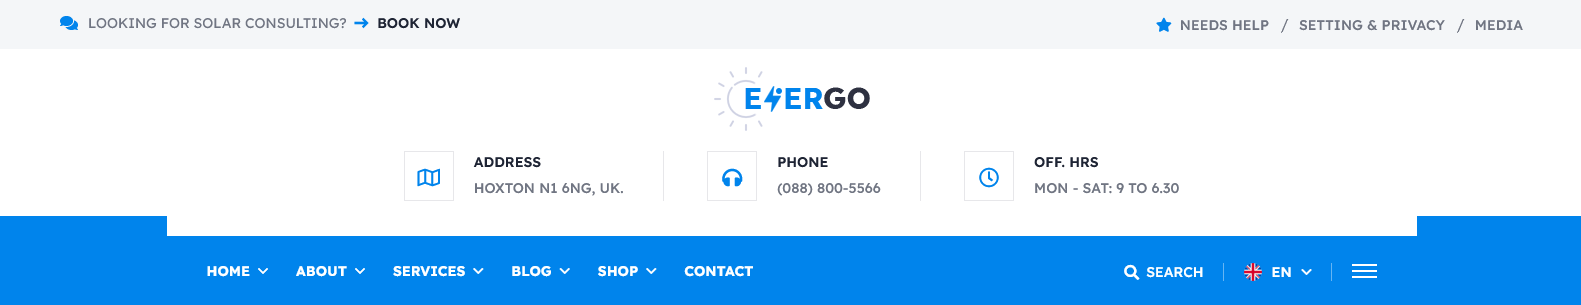 LOOKING FOR SOLAR CONSULTING? BOOK NOW
NEEDS HELP / SETTING & PRIVACY / MEDIA
ENERGO
ADDRESS
HOXTON N1 6NG, UK.
PHONE
(088) 800-5566
OFF. HRS
MON - SAT: 9 TO 6.30
HOME ABOUT SERVICES BLOG SHOP CONTACT
SEARCH EN